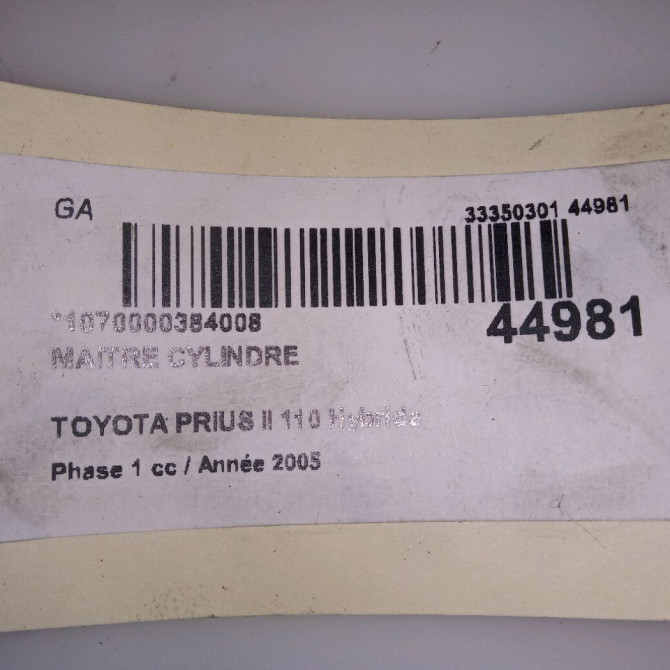 GA
33350301 44981
*1070000384008
44981
MAITRE CYLINDRE
TOYOTA PRIUS II 110 Hybride
Phase 1 cc / Année 2005